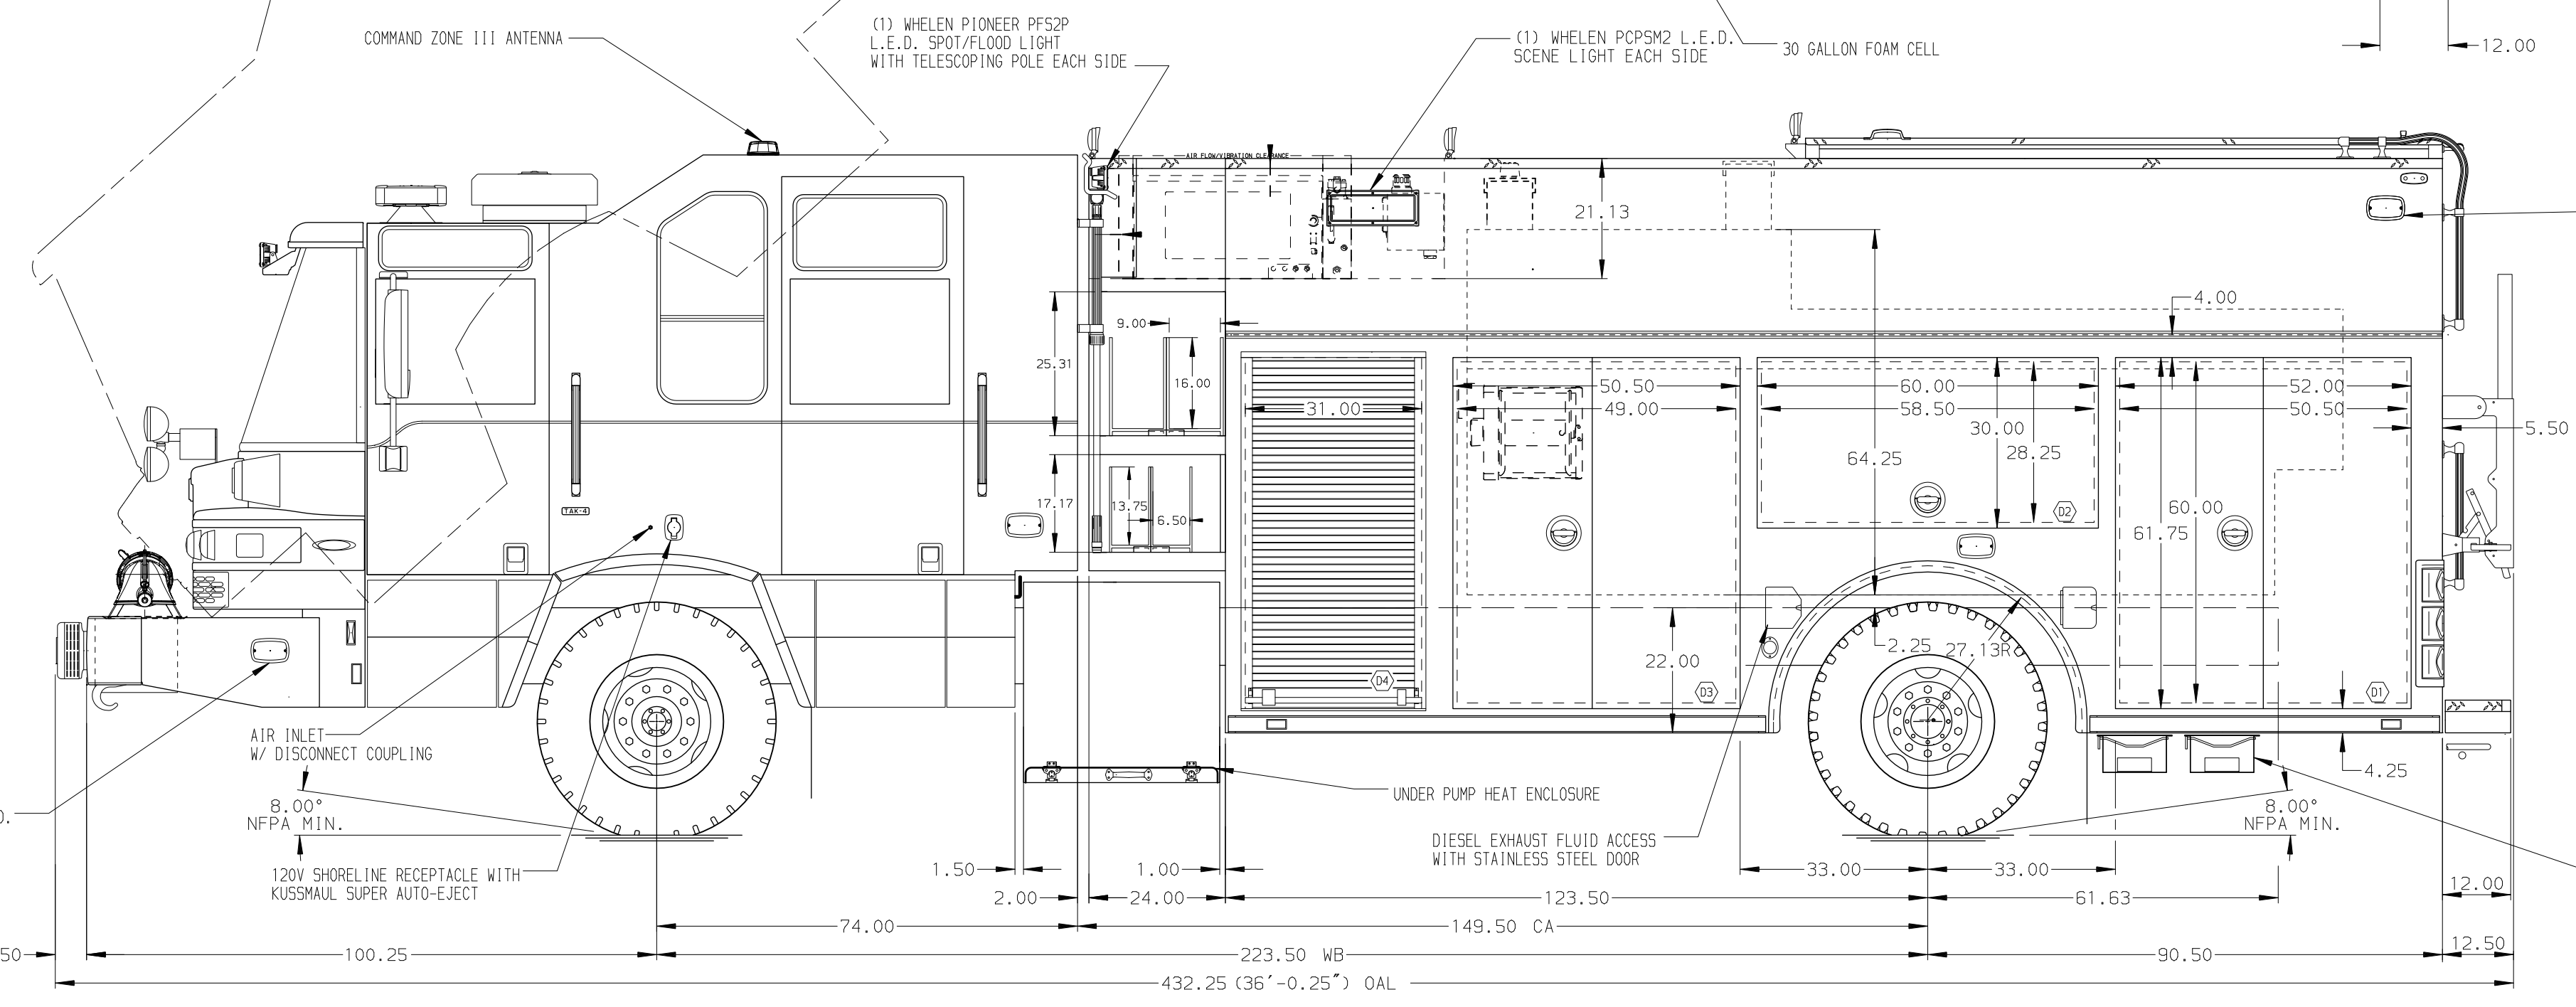 COMMAND ZONE III ANTENNA
(1) WHELEN PIONEER PFS2P
L.E.D. SPOT/FLOOD LIGHT
WITH TELESCOPING POLE EACH SIDE
(1) WHELEN PCPSM2 L.E.D.
SCENE LIGHT EACH SIDE
30 GALLON FOAM CELL
12.00
AIR FLOW/VIBRATION CLEARANCE
21.13
4.00
9.00
25.31
16.00
31.00
50.50
49.00
60.00
58.50
30.00
28.25
52.00
50.50
5.50
64.25
17.17
13.75
6.50
TAK-4
D2
60.00
61.75
2.25
27.13R
22.00
D4
D3
D1
AIR INLET
W/ DISCONNECT COUPLING
4.25
UNDER PUMP HEAT ENCLOSURE
8.00°
NFPA MIN.
8.00°
NFPA MIN.
DIESEL EXHAUST FLUID ACCESS
WITH STAINLESS STEEL DOOR
120V SHORELINE RECEPTACLE WITH
KUSSMAUL SUPER AUTO-EJECT
1.50
1.00
33.00
33.00
2.00
24.00
123.50
61.63
12.00
74.00
149.50 CA
50
100.25
223.50 WB
90.50
12.50
432.25 (36'-0.25") OAL